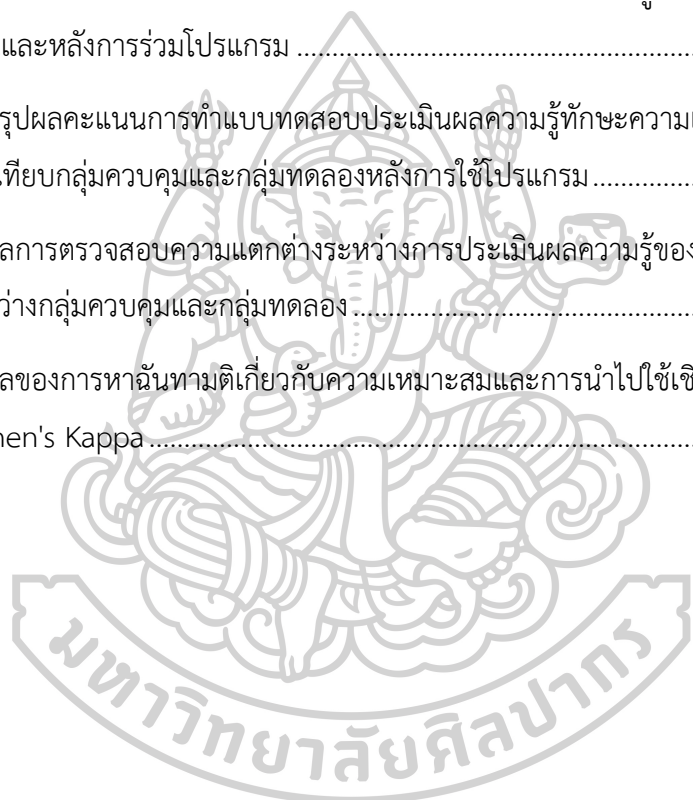 และหลังการร่วมโปรแกรม ........................................................................
รุปผลคะแนนการทำแบบทดสอบประเมินผลความรู้ทักษะความ
เทียบกลุ่มควบคุมและกลุ่มทดลองหลังการใช้โปรแกรม ..................
ลการตรวจสอบความแตกต่างระหว่างการประเมินผลความรู้ของ
ว่างกลุ่มควบคุมและกลุ่มทดลอง ................................................................
ลของการหาฉันทามติเกี่ยวกับความเหมาะสมและการนำไปใช้เชิ
nen's Kappa ..........................................................................................
มหาวิทยาลัยศิลปากร